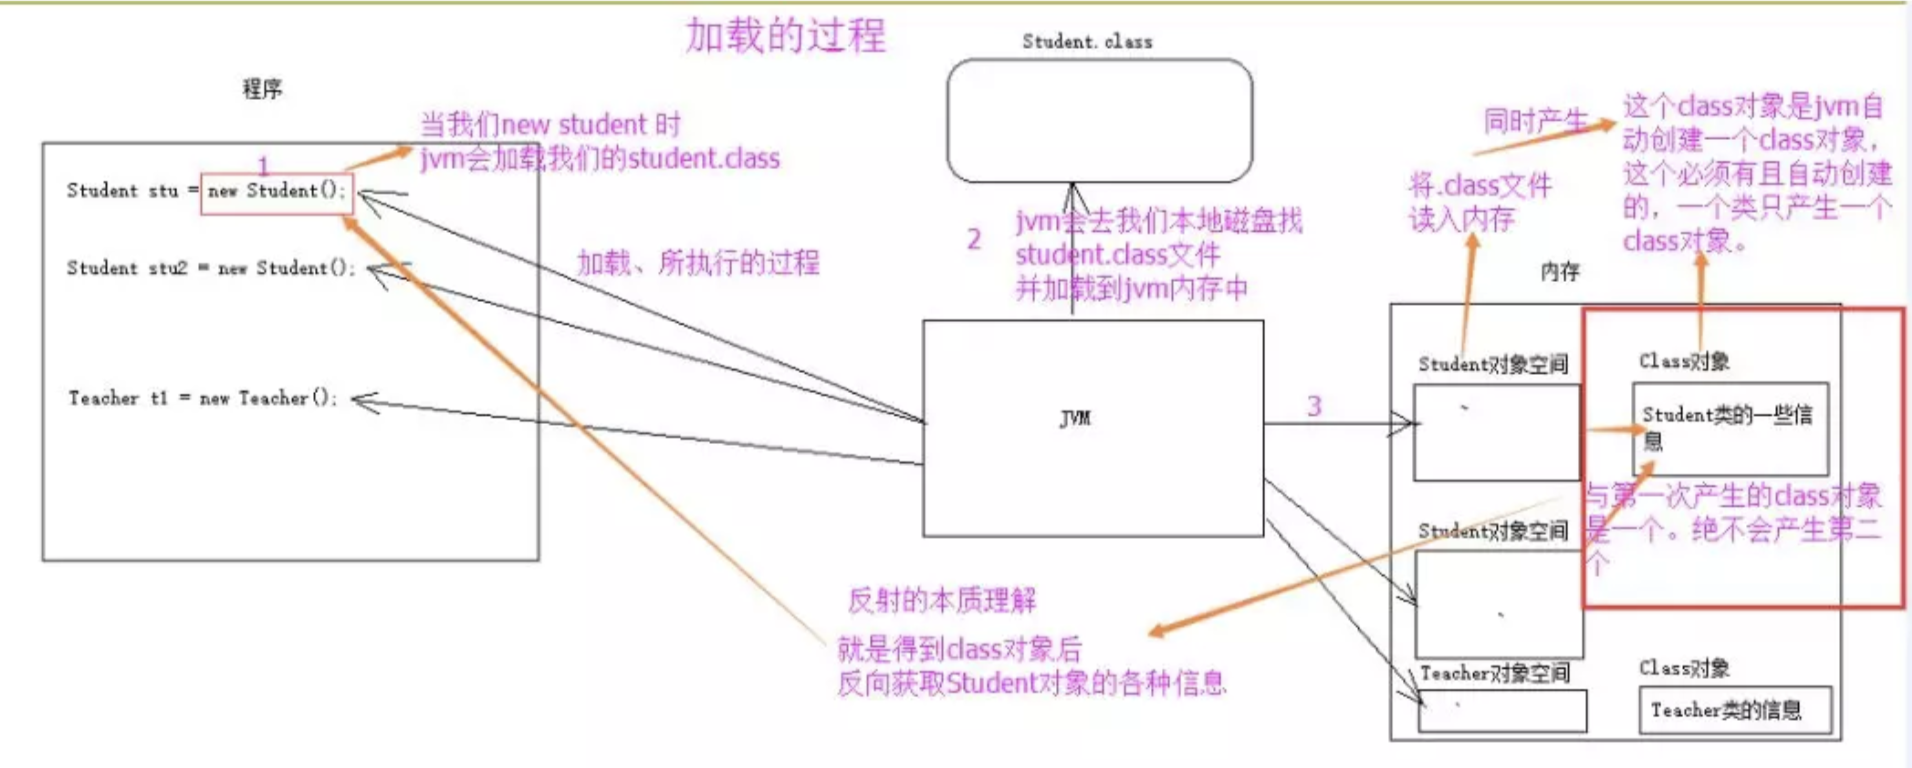 加载的过程
Student.class
程序
当我们new student 时
jvm会加载我们的student.class
1
Student stu = new Student();
Student stu2 = new Student();
Teacher t1 = new Teacher();
加载、所执行的过程
2
jvm会去我们本地磁盘找
student.class文件
并加载到jvm内存中
JVM
3
同时产生
将.class文件
读入内存
这个class对象是jvm自
动创建一个class对象，
这个必须有且自动创建
的，一个类只产生一个
class对象。
内存
Student对象空间
Class对象
Student类的一些信
息
与第一次产生的class对象
是一个。绝不会产生第二
个
Student对象空间
Teacher对象空间
Class对象
Teacher类的信息
反射的本质理解
就是得到class对象后
反向获取Student对象的各种信息